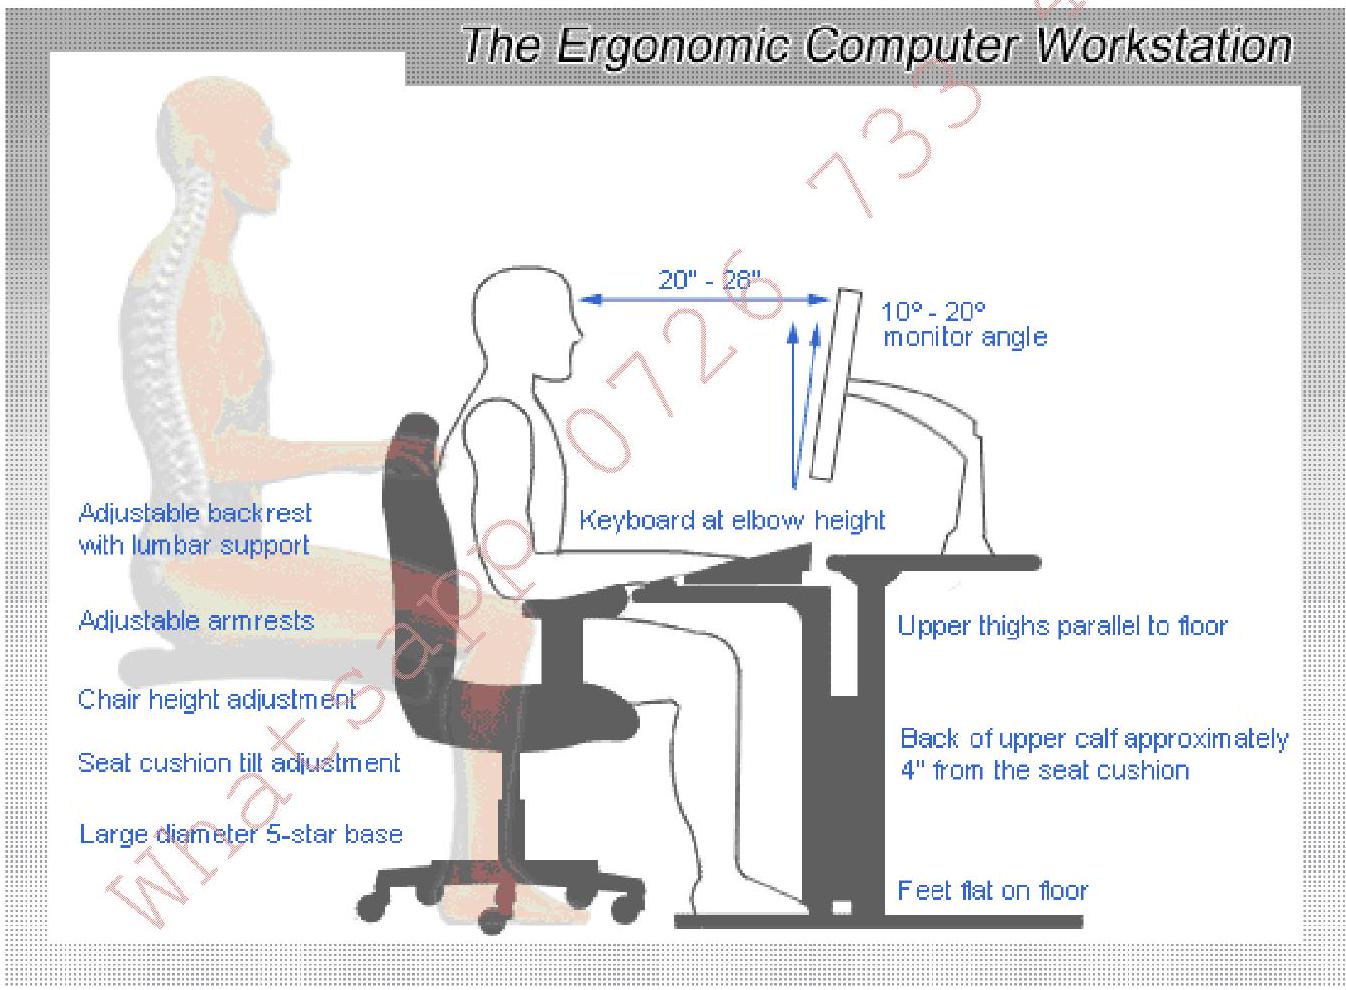 The Ergonomic Computer Workstation
20" - 28"
10° - 20°
monitor angle
Keyboard at elbow height
Adjustable backrest
with lumbar support
Adjustable armrests
Chair height adjustment
Seat cushion tilt adjustment
Large diameter 5-star base
Upper thighs parallel to floor
Back of upper calf approximately
4" from the seat cushion
Feet flat on floor
Whatsapp 0726 733